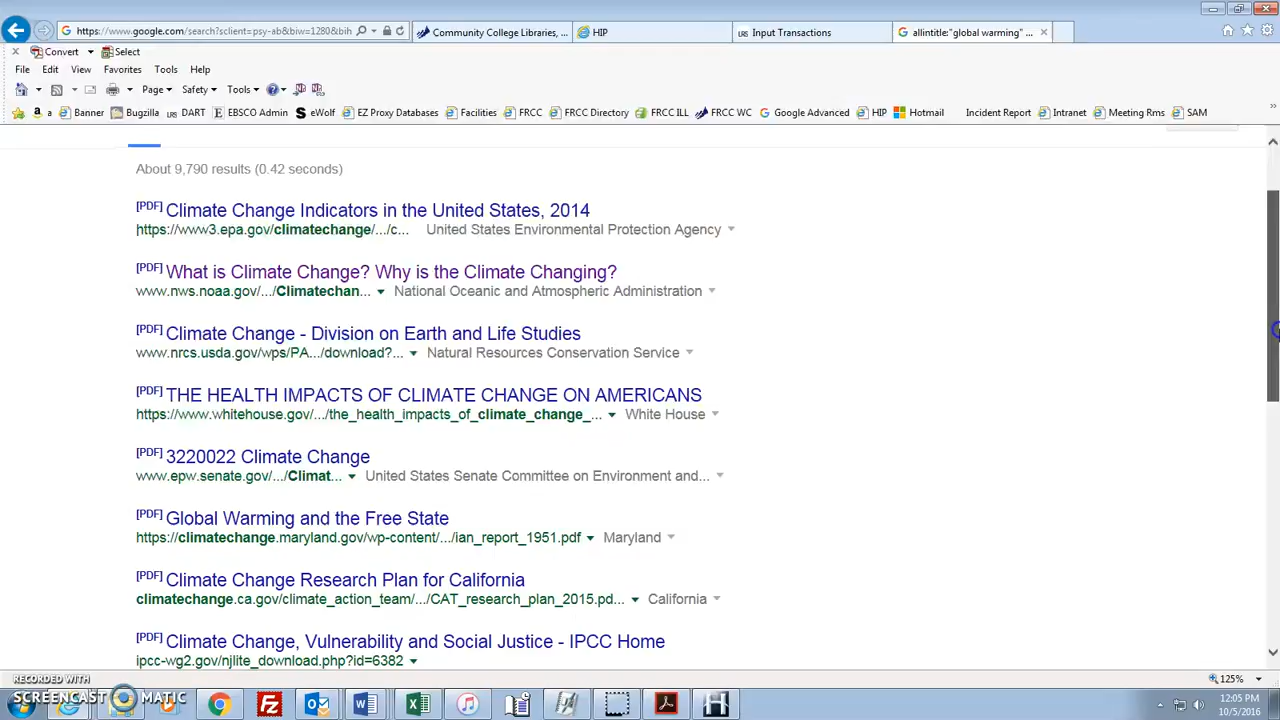 https://www.google.com/search?sclient=psy-ab&biw=1280&bih
Community College Libraries, ...
HIP
Input Transactions
allintitle:"global warming" ...
Convert
Select
File Edit View Favorites Tools Help
Page Safety Tools
a Banner Bugzilla DART EBSCO Admin eWolf EZ Proxy Databases Facilities FRCC FRCC Directory FRCC ILL FRCC WC Google Advanced HIP Hotmail Incident Report Intranet Meeting Rms SAM
About 9,790 results (0.42 seconds)
[PDF] Climate Change Indicators in the United States, 2014
https://www3.epa.gov/climatechange/.../c... United States Environmental Protection Agency
[PDF] What is Climate Change? Why is the Climate Changing?
www.nws.noaa.gov/.../Climatechan... National Oceanic and Atmospheric Administration
[PDF] Climate Change - Division on Earth and Life Studies
www.nrcs.usda.gov/wps/PA.../download?... Natural Resources Conservation Service
[PDF] THE HEALTH IMPACTS OF CLIMATE CHANGE ON AMERICANS
https://www.whitehouse.gov/.../the_health_impacts_of_climate_change_... White House
[PDF] 3220022 Climate Change
www.epw.senate.gov/.../Climat... United States Senate Committee on Environment and...
[PDF] Global Warming and the Free State
https://climatechange.maryland.gov/wp-content/.../ian_report_1951.pdf Maryland
[PDF] Climate Change Research Plan for California
climatechange.ca.gov/climate_action_team/.../CAT_research_plan_2015.pd... California
[PDF] Climate Change, Vulnerability and Social Justice - IPCC Home
ipcc-wg2.gov/njlite_download.php?id=6382
125%
RECORDED WITH
SCREENCAST MATIC
12:05 PM
10/5/2016